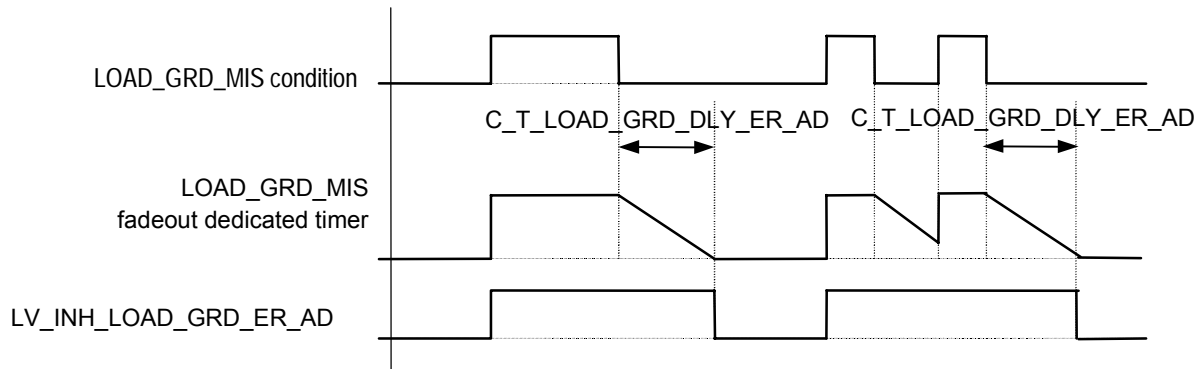 LOAD_GRD_MIS condition
C_T_LOAD_GRD_DLY_ER_AD
C_T_LOAD_GRD_DLY_ER_AD
LOAD_GRD_MIS
fadeout dedicated timer
LV_INH_LOAD_GRD_ER_AD